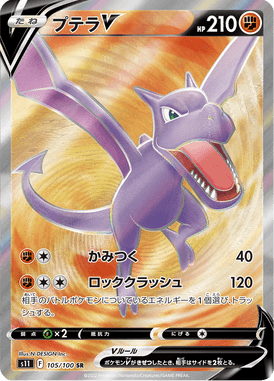 たね プテラV HP210
かみつく 40
ロッククラッシュ 120
相手のバトルポケモンについているエネルギーを1個選び、トラッ
シュする。
弱点 ×2 抵抗力 にげる
Illus. N-DESIGN Inc.
Vルール
ポケモンVがきぜつしたとき、相手はサイドを2枚とる。
s11 F 105/100 SR